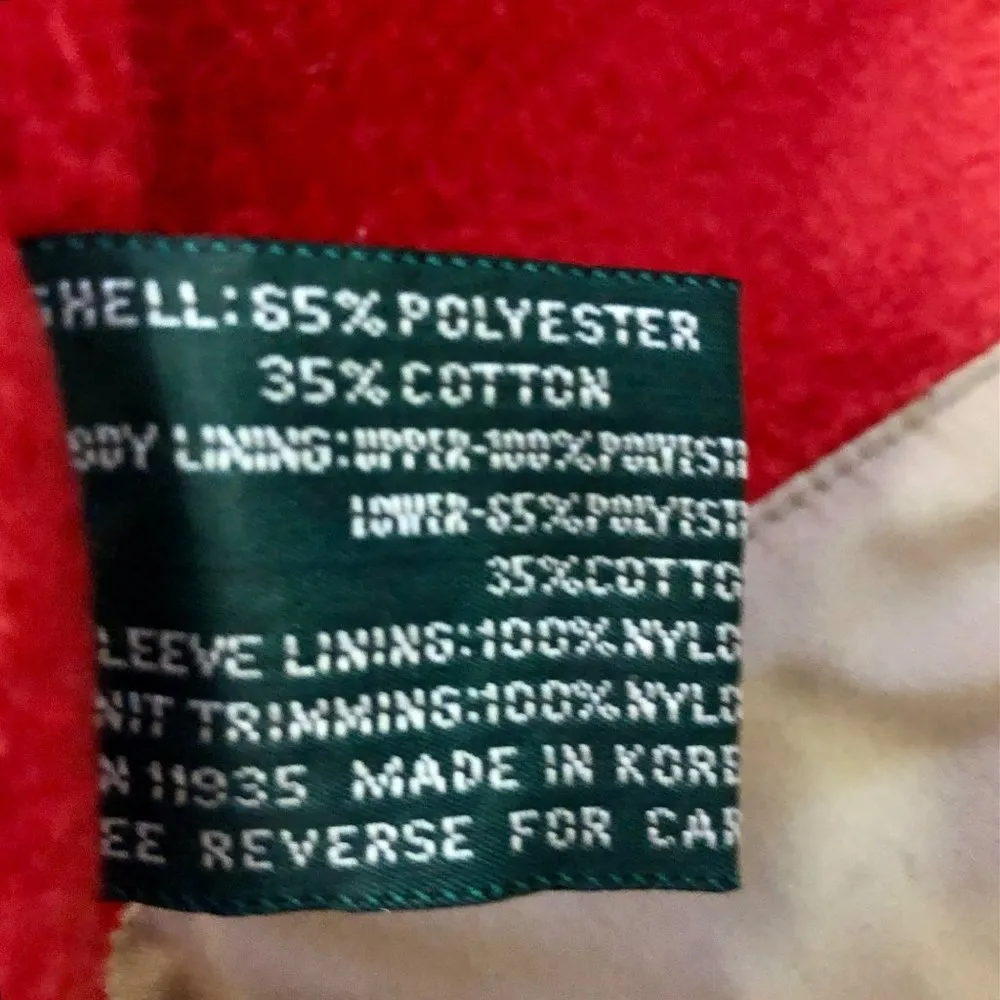 HELL: 65% POLYESTER
35% COTTON
ODY LINING: UPPER-100% POLYEST
LOWER-65% POLYEST
35% COTTO
LEEVE LINING: 100% NYLO
NIT TRIMMING: 100% NYLO
N 11935 MADE IN KORE
EE REVERSE FOR CAR